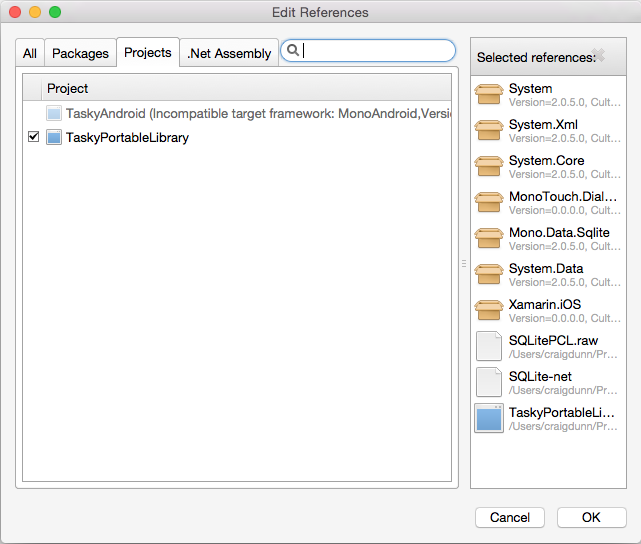 Edit References
All
Packages
Projects
.Net Assembly
Project
TaskyAndroid (Incompatible target framework: MonoAndroid,Versio
TaskyPortableLibrary
Selected references:
System
Version=2.0.5.0, Cult…
System.Xml
Version=2.0.5.0, Cult…
System.Core
Version=2.0.5.0, Cult…
MonoTouch.Dial…
Version=0.0.0.0, Cult…
Mono.Data.Sqlite
Version=2.0.5.0, Cult…
System.Data
Version=2.0.5.0, Cult…
Xamarin.iOS
Version=0.0.0.0, Cult…
SQLitePCL.raw
/Users/craigdunn/Pr…
SQLite-net
/Users/craigdunn/Pr…
TaskyPortableLi…
/Users/craigdunn/Pr…
Cancel
OK